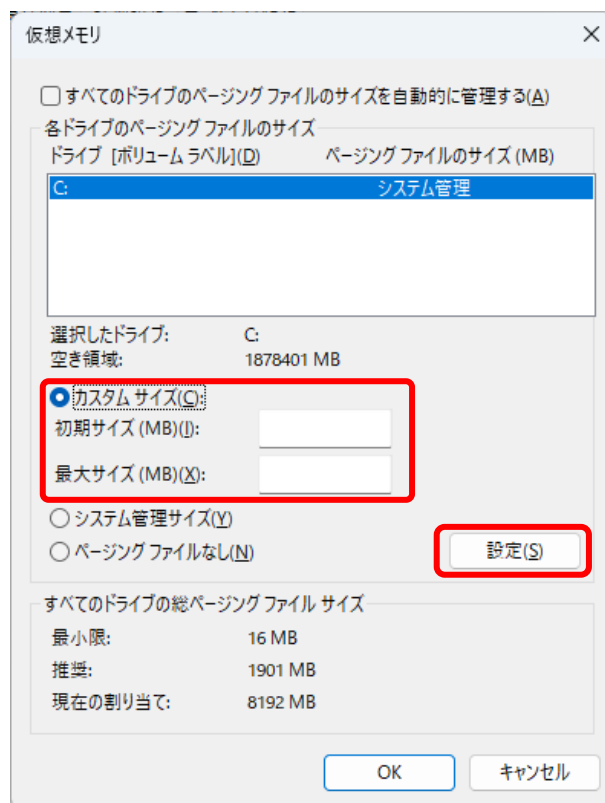 仮想メモリ
すべてのドライブのページング ファイルのサイズを自動的に管理する(A)
各ドライブのページング ファイルのサイズ
ドライブ [ボリューム ラベル](D) ページング ファイルのサイズ (MB)
C: システム管理
選択したドライブ: C:
空き領域: 1878401 MB
カスタム サイズ(C):
初期サイズ (MB)(I):
最大サイズ (MB)(X):
システム管理サイズ(Y)
ページング ファイルなし(N) 設定(S)
すべてのドライブの総ページング ファイル サイズ
最小限: 16 MB
推奨: 1901 MB
現在の割り当て: 8192 MB
OK キャンセル